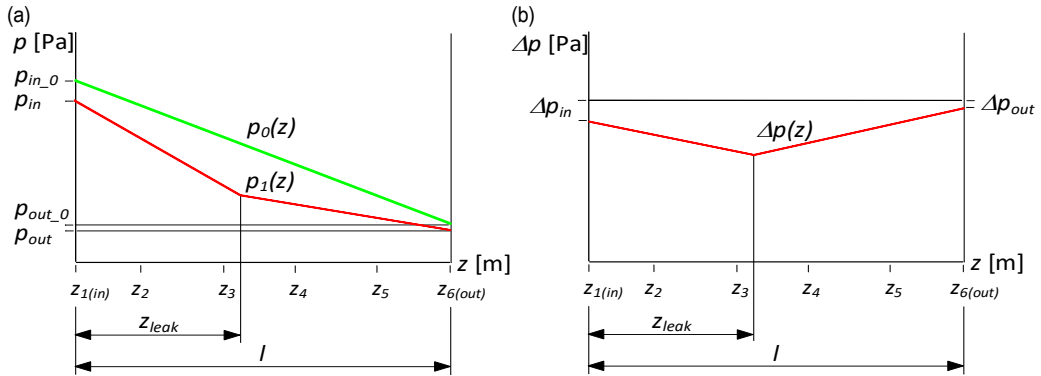 (a)
p [Pa]
p_in_0
p_in
p_0(z)
p_1(z)
p_out_0
p_out
z [m]
z_1(in) z_2 z_3 z_4 z_5 z_6(out)
z_leak
l
(b)
Δp [Pa]
Δp_in
Δp_out
Δp(z)
z [m]
z_1(in) z_2 z_3 z_4 z_5 z_6(out)
z_leak
l